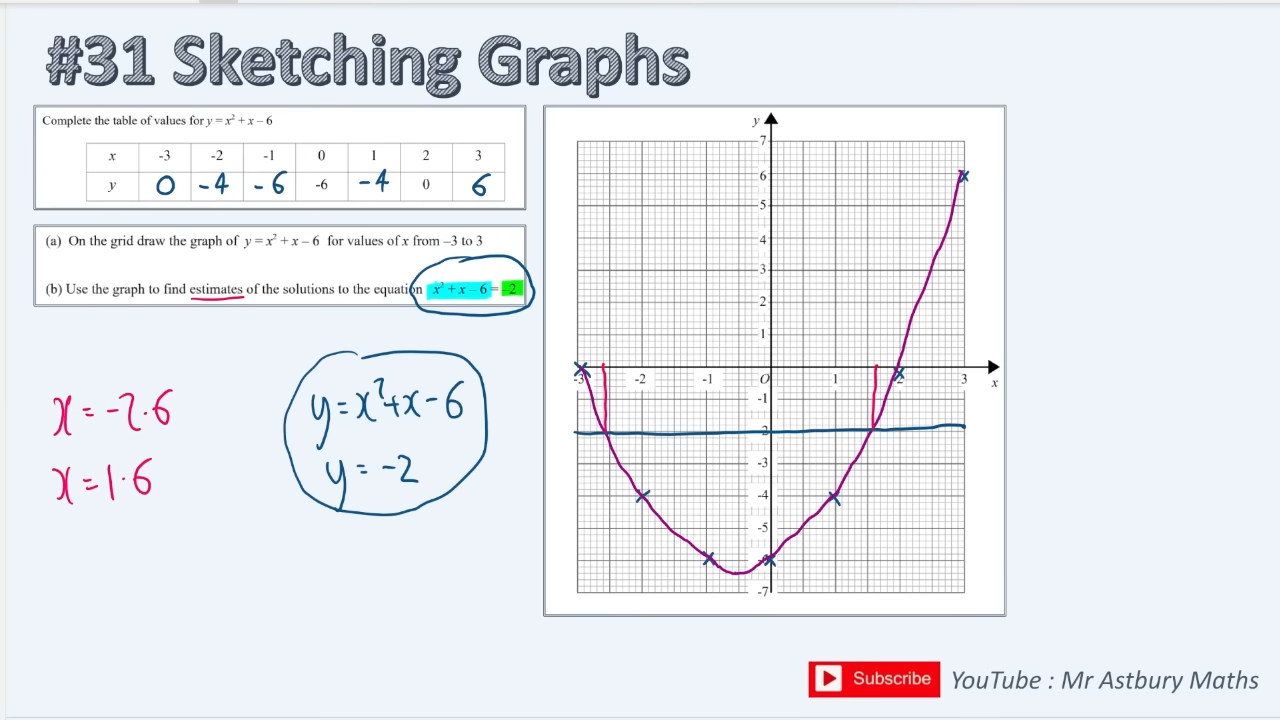 #31 Sketching Graphs
Complete the table of values for y = x² + x – 6
x -3 -2 -1 0 1 2 3
y 0 -4 -6 -6 -4 0 6
(a) On the grid draw the graph of y = x² + x – 6 for values of x from –3 to 3
(b) Use the graph to find estimates of the solutions to the equation x² + x – 6 = –2
x = -2.6
x = 1.6
y = x² + x - 6
y = -2
y
7
6
5
4
3
2
1
-3 -2 -1 O 1 2 3 x
-1
-3
-4
-5
-7
Subscribe YouTube : Mr Astbury Maths